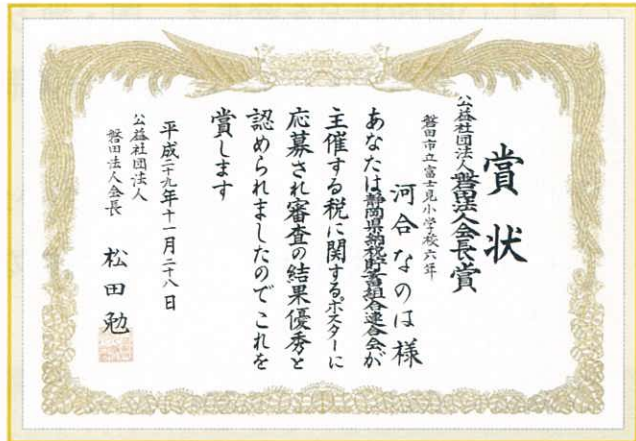 賞状
公益社団法人磐田法人会長賞
磐田市立富士見小学校六年
河合なのは様
あなたは静岡県納税貯蓄組合連合会が
主催する税に関するポスターに
応募され審査の結果優秀と
認められましたのでこれを
賞します
平成二十九年十一月二十八日
公益社団法人
磐田法人会長
松田勉